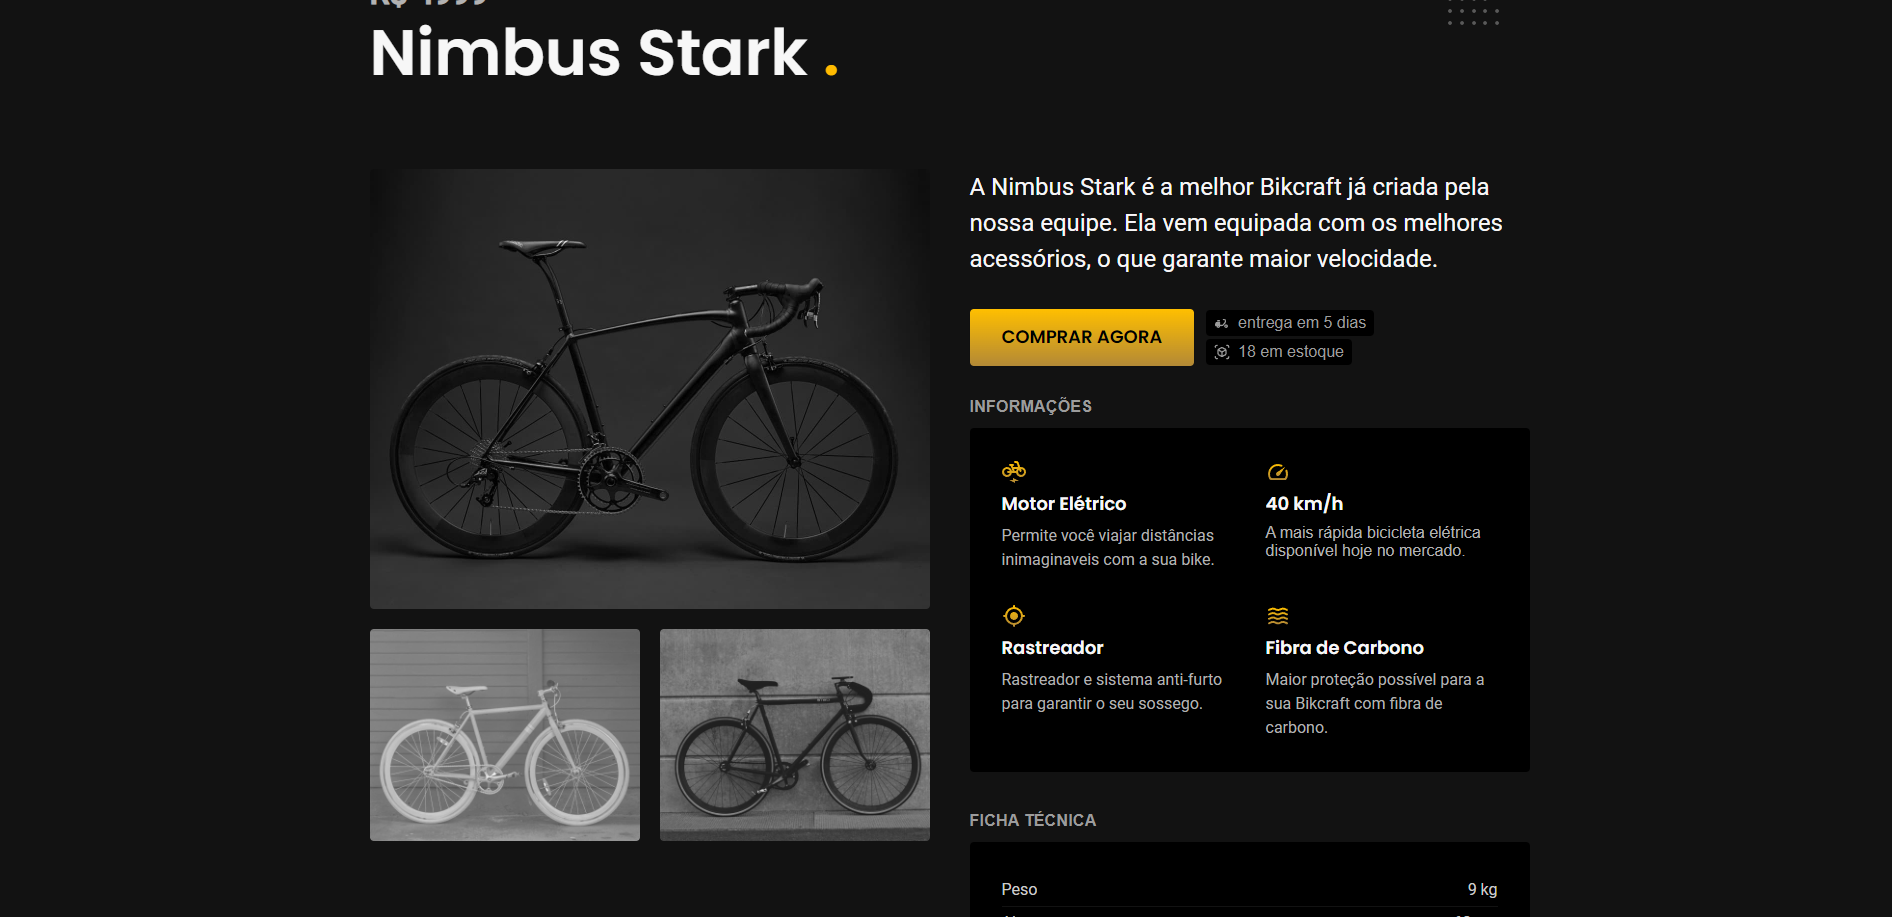 Nimbus Stark .
A Nimbus Stark é a melhor Bikcraft já criada pela
nossa equipe. Ela vem equipada com os melhores
acessórios, o que garante maior velocidade.
COMPRAR AGORA
entrega em 5 dias
18 em estoque
INFORMAÇÕES
Motor Elétrico
Permite você viajar distâncias
inimaginaveis com a sua bike.
40 km/h
A mais rápida bicicleta elétrica
disponível hoje no mercado.
Rastreador
Rastreador e sistema anti-furto
para garantir o seu sossego.
Fibra de Carbono
Maior proteção possível para a
sua Bikcraft com fibra de
carbono.
FICHA TÉCNICA
Peso 9 kg